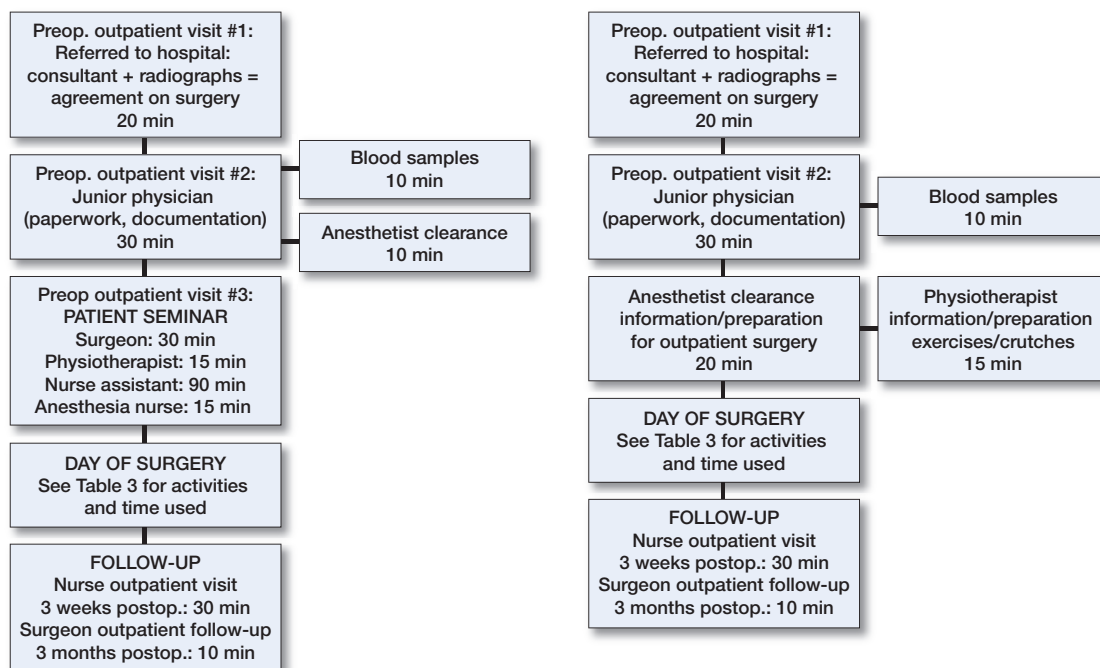 Preop. outpatient visit #1:
Referred to hospital:
consultant + radiographs =
agreement on surgery
20 min
Preop. outpatient visit #2:
Junior physician
(paperwork, documentation)
30 min
Blood samples
10 min
Anesthetist clearance
10 min
Preop outpatient visit #3:
PATIENT SEMINAR
Surgeon: 30 min
Physiotherapist: 15 min
Nurse assistant: 90 min
Anesthesia nurse: 15 min
DAY OF SURGERY
See Table 3 for activities
and time used
FOLLOW-UP
Nurse outpatient visit
3 weeks postop.: 30 min
Surgeon outpatient follow-up
3 months postop.: 10 min
Preop. outpatient visit #1:
Referred to hospital:
consultant + radiographs =
agreement on surgery
20 min
Preop. outpatient visit #2:
Junior physician
(paperwork, documentation)
30 min
Blood samples
10 min
Anesthetist clearance
information/preparation
for outpatient surgery
20 min
Physiotherapist
information/preparation
exercises/crutches
15 min
DAY OF SURGERY
See Table 3 for activities
and time used
FOLLOW-UP
Nurse outpatient visit
3 weeks postop.: 30 min
Surgeon outpatient follow-up
3 months postop.: 10 min